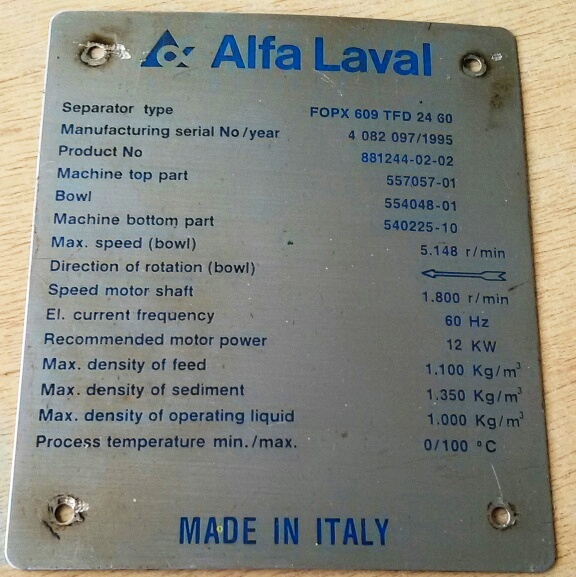 Alfa Laval
Separator type FOPX 609 TFD 24 60
Manufacturing serial No/year 4 082 097/1995
Product No 881244-02-02
Machine top part 557057-01
Bowl 554048-01
Machine bottom part 540225-10
Max. speed (bowl) 5.148 r/min
Direction of rotation (bowl)
Speed motor shaft 1.800 r/min
El. current frequency 60 Hz
Recommended motor power 12 KW
Max. density of feed 1.100 Kg/m³
Max. density of sediment 1.350 Kg/m³
Max. density of operating liquid 1.000 Kg/m³
Process temperature min./max. 0/100 °C
MADE IN ITALY